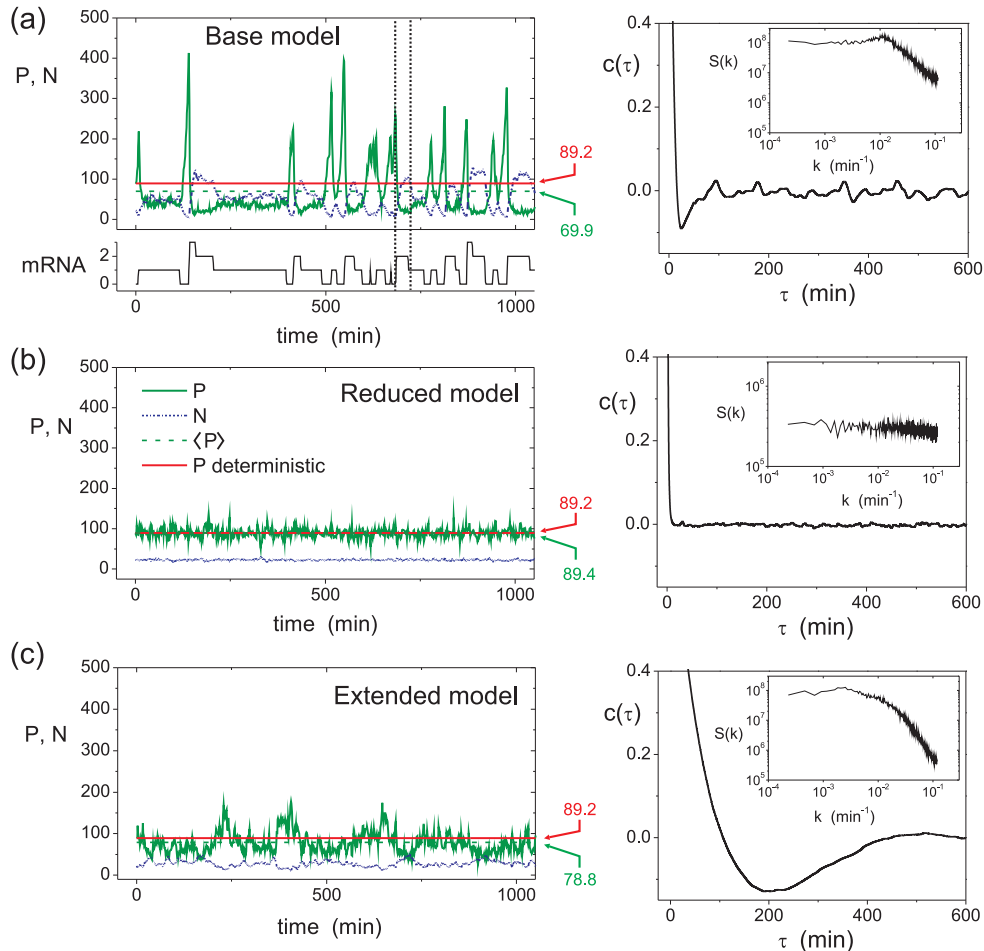 (a)
Base model
P, N
500
400
300
200
100
0
89.2
69.9
mRNA
2
0
0
500
1000
time (min)
c(τ)
0.4
0.2
0.0
0
200
400
600
τ (min)
S(k)
10^8
10^7
10^6
10^5
10^-4
10^-3
10^-2
10^-1
k (min^-1)
(b)
Reduced model
P, N
500
400
300
200
100
0
P
N
⟨P⟩
P deterministic
89.2
89.4
0
500
1000
time (min)
c(τ)
0.4
0.2
0.0
0
200
400
600
τ (min)
S(k)
10^6
10^5
10^-4
10^-3
10^-2
10^-1
k (min^-1)
(c)
Extended model
P, N
500
400
300
200
100
0
89.2
78.8
0
500
1000
time (min)
c(τ)
0.4
0.2
0.0
0
200
400
600
τ (min)
S(k)
10^8
10^7
10^6
10^5
10^-4
10^-3
10^-2
10^-1
k (min^-1)